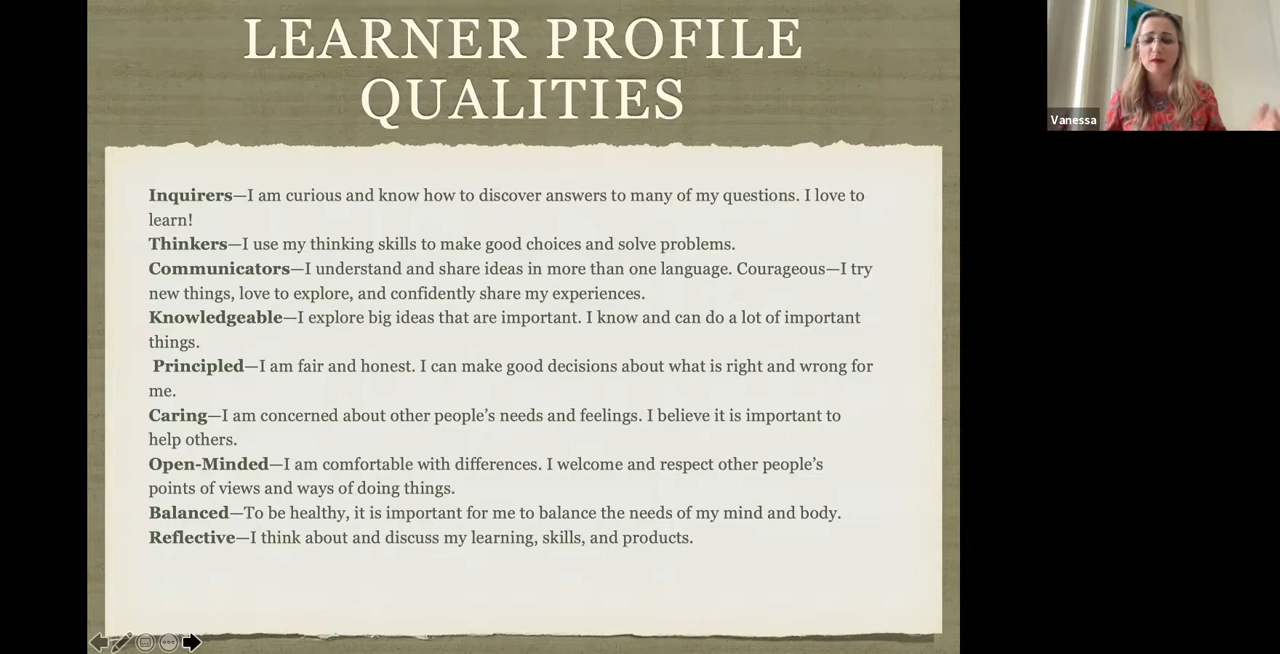 LEARNER PROFILE
QUALITIES
Inquirers—I am curious and know how to discover answers to many of my questions. I love to
learn!
Thinkers—I use my thinking skills to make good choices and solve problems.
Communicators—I understand and share ideas in more than one language. Courageous—I try
new things, love to explore, and confidently share my experiences.
Knowledgeable—I explore big ideas that are important. I know and can do a lot of important
things.
Principled—I am fair and honest. I can make good decisions about what is right and wrong for
me.
Caring—I am concerned about other people’s needs and feelings. I believe it is important to
help others.
Open-Minded—I am comfortable with differences. I welcome and respect other people’s
points of views and ways of doing things.
Balanced—To be healthy, it is important for me to balance the needs of my mind and body.
Reflective—I think about and discuss my learning, skills, and products.
Vanessa